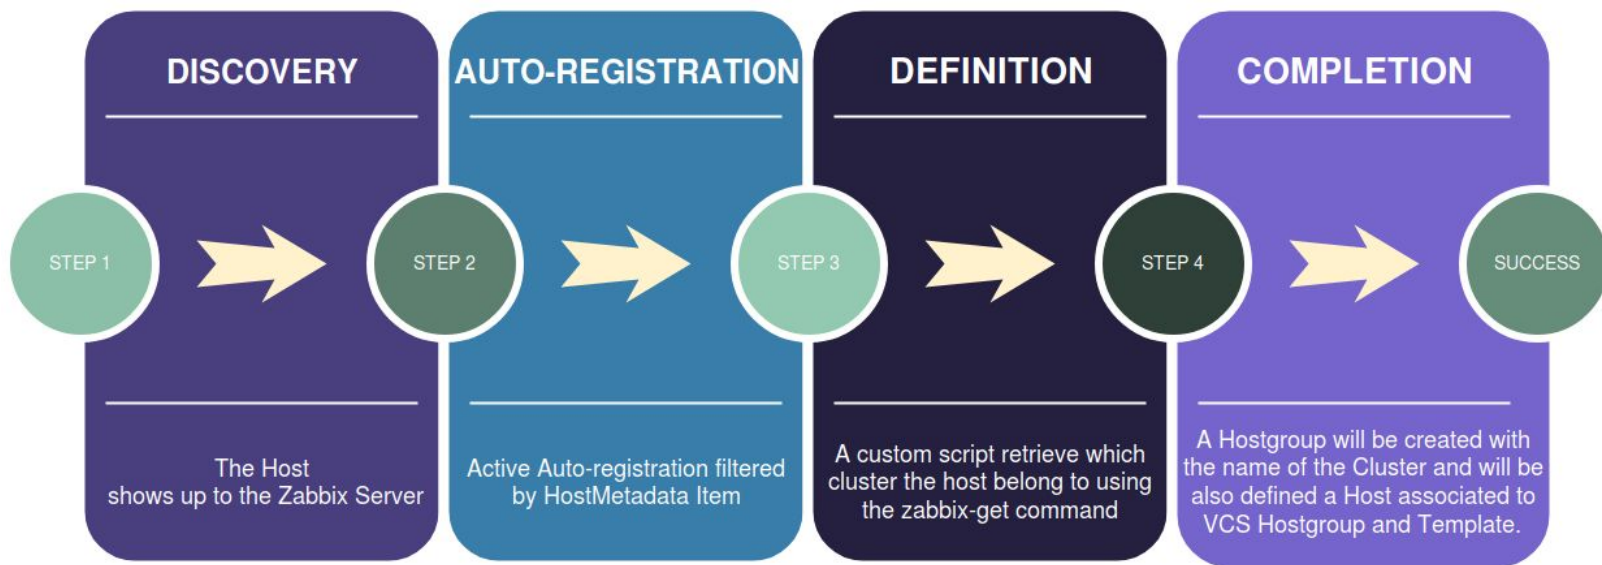 DISCOVERY
AUTO-REGISTRATION
DEFINITION
COMPLETION
STEP 1
STEP 2
STEP 3
STEP 4
SUCCESS
The Host
shows up to the Zabbix Server
Active Auto-registration filtered
by HostMetadata Item
A custom script retrieve which
cluster the host belong to using
the zabbix-get command
A Hostgroup will be created with
the name of the Cluster and will be
also defined a Host associated to
VCS Hostgroup and Template.